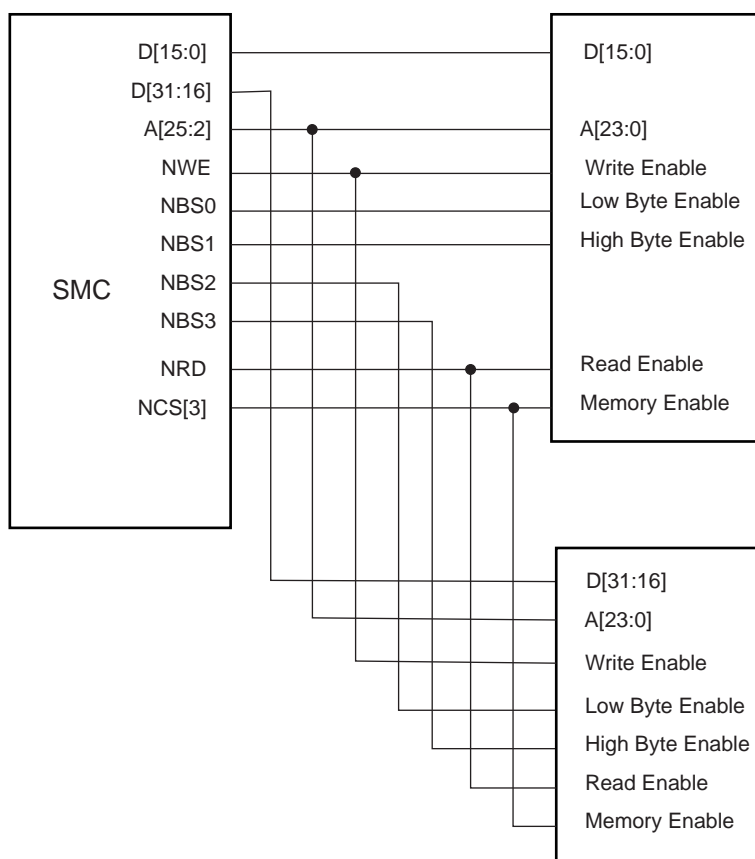 D[15:0]
D[31:16]
A[25:2]
NWE
NBS0
NBS1
NBS2
NBS3
NRD
NCS[3]
SMC
D[15:0]
A[23:0]
Write Enable
Low Byte Enable
High Byte Enable
Read Enable
Memory Enable
D[31:16]
A[23:0]
Write Enable
Low Byte Enable
High Byte Enable
Read Enable
Memory Enable